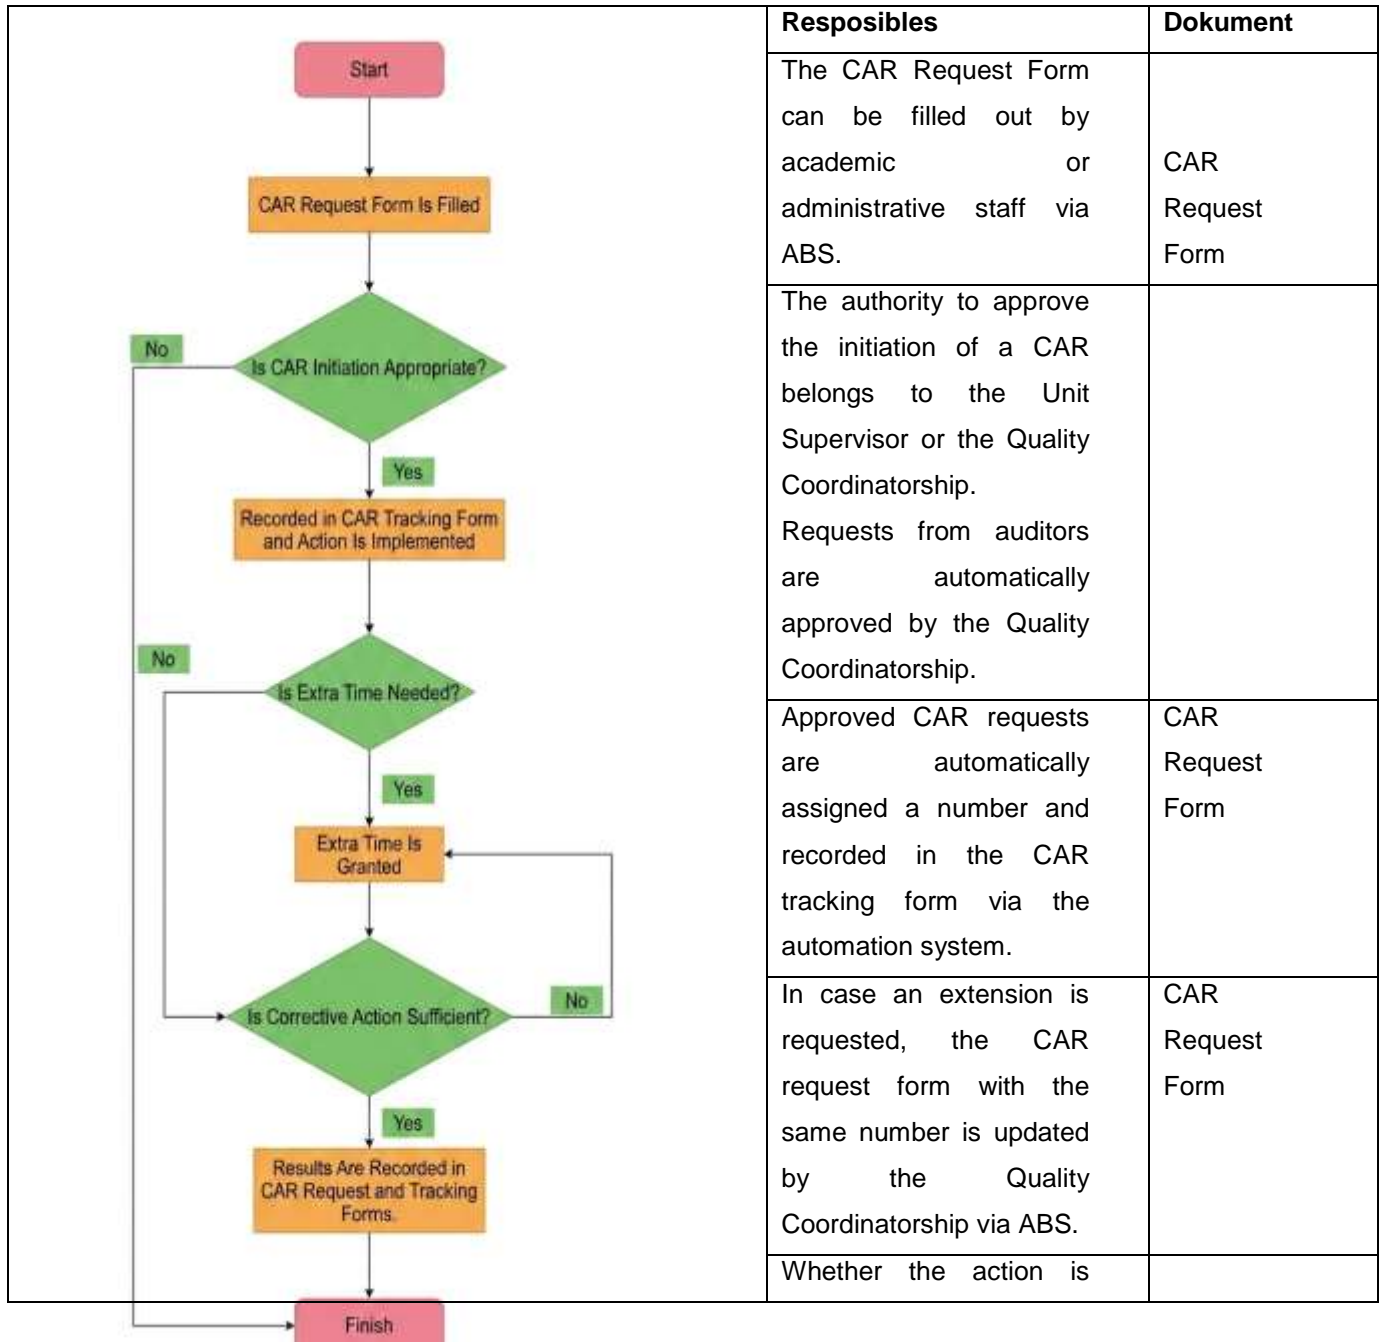 Start
CAR Request Form Is Filled
No
Is CAR Initiation Appropriate?
Yes
Recorded in CAR Tracking Form
and Action Is Implemented
No
Is Extra Time Needed?
Yes
Extra Time Is
Granted
Is Corrective Action Sufficient?
No
Yes
Results Are Recorded in
CAR Request and Tracking
Forms.
Finish
Resposibles
Dokument
The CAR Request Form
can be filled out by
academic or
administrative staff via
ABS.
CAR
Request
Form
The authority to approve
the initiation of a CAR
belongs to the Unit
Supervisor or the Quality
Coordinatorship.
Requests from auditors
are automatically
approved by the Quality
Coordinatorship.
Approved CAR requests
are automatically
assigned a number and
recorded in the CAR
tracking form via the
automation system.
CAR
Request
Form
In case an extension is
requested, the CAR
request form with the
same number is updated
by the Quality
Coordinatorship via ABS.
CAR
Request
Form
Whether the action is